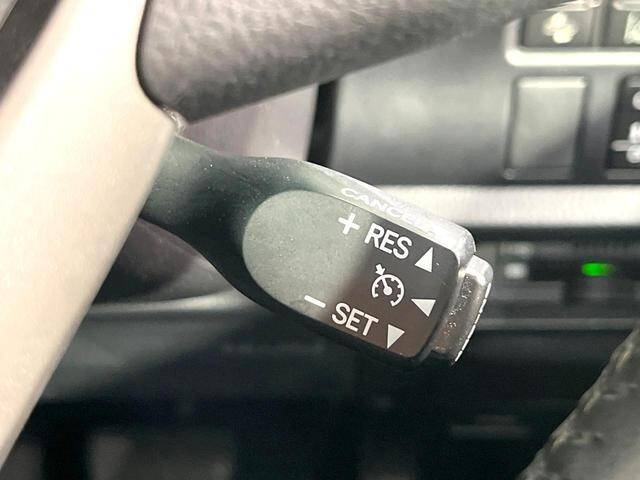 CANCEL
+ RES ▲
◀
− SET ▼